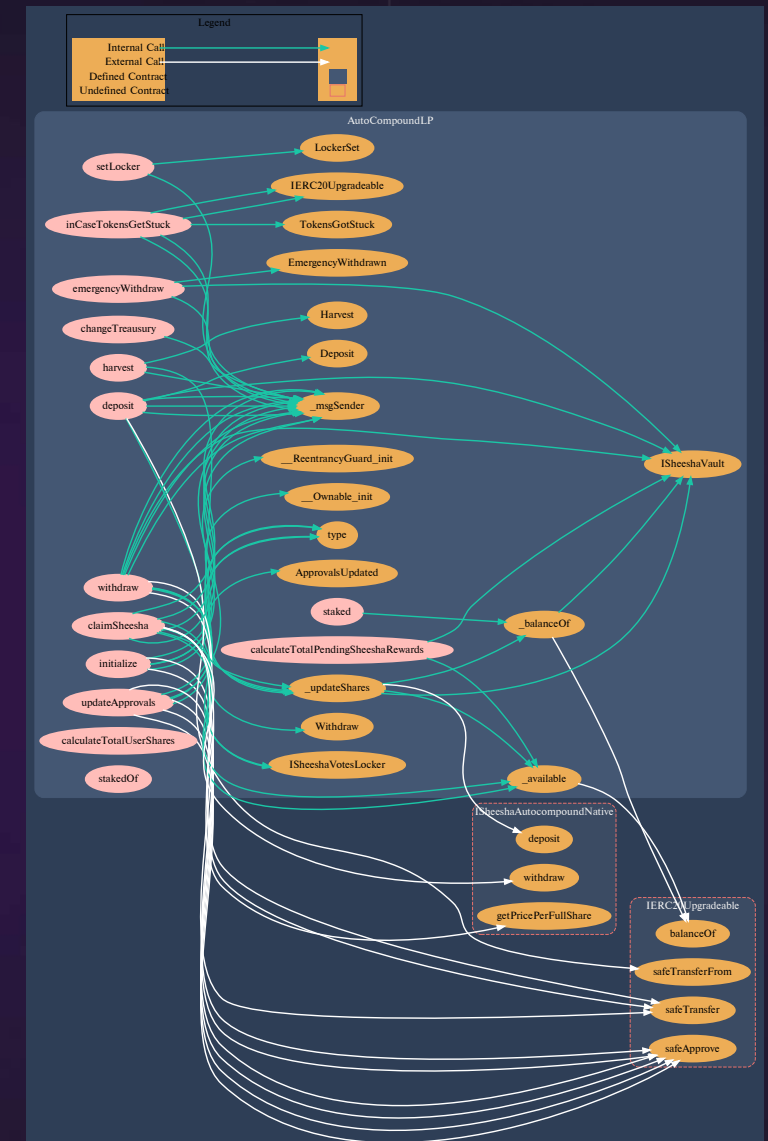 Legend
Internal Call
External Call
Defined Contract
Undefined Contract
AutoCompoundLP
setLocker
LockerSet
IERC20Upgradeable
inCaseTokensGetStuck
TokensGotStuck
EmergencyWithdrawn
emergencyWithdraw
Harvest
changeTreausury
Deposit
harvest
deposit
_msgSender
__ReentrancyGuard_init
ISheeshaVault
__Ownable_init
type
ApprovalsUpdated
withdraw
staked
claimSheesha
_balanceOf
calculateTotalPendingSheeshaRewards
initialize
_updateShares
updateApprovals
Withdraw
calculateTotalUserShares
ISheeshaVotesLocker
stakedOf
_available
ISheeshaAutocompoundNative
deposit
withdraw
getPricePerFullShare
IERC20Upgradeable
balanceOf
safeTransferFrom
safeTransfer
safeApprove